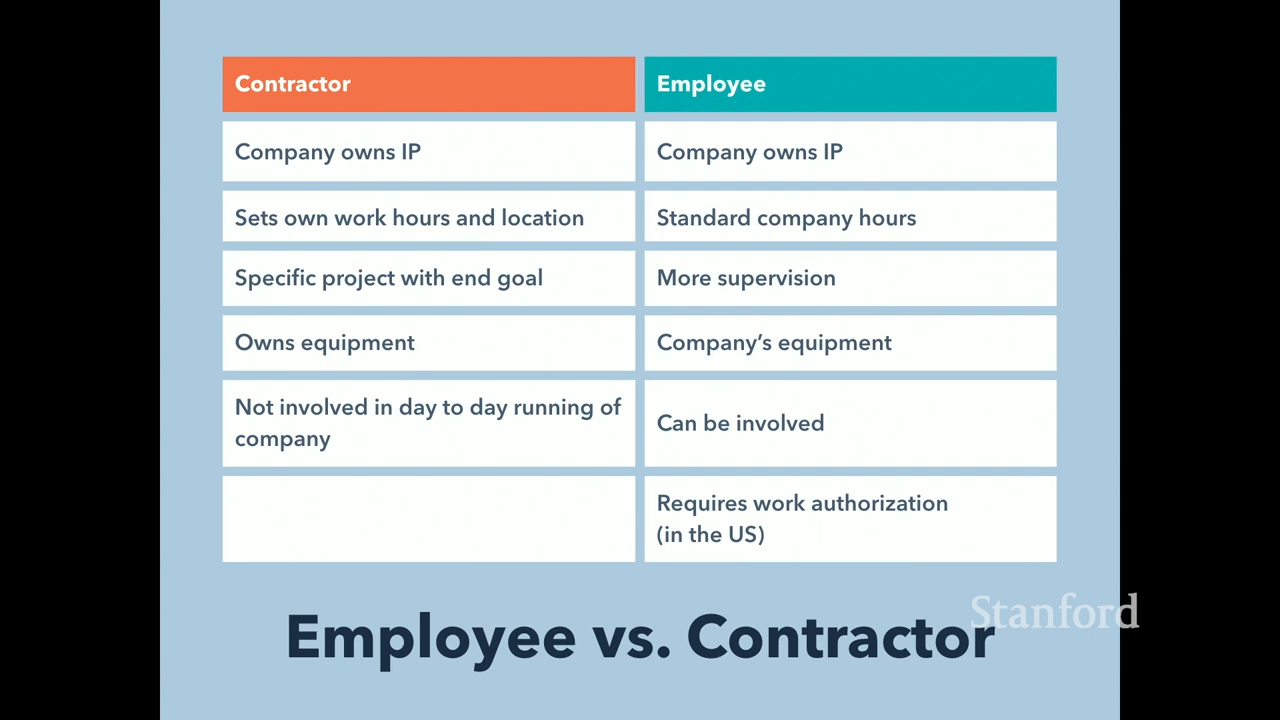 Contractor
Employee
Company owns IP
Company owns IP
Sets own work hours and location
Standard company hours
Specific project with end goal
More supervision
Owns equipment
Company’s equipment
Not involved in day to day running of
company
Can be involved
Requires work authorization
(in the US)
Stanford
Employee vs. Contractor